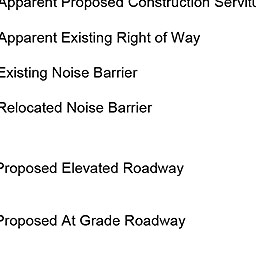 Apparent Proposed Construction
Apparent Existing Right of Way
Existing Noise Barrier
Relocated Noise Barrier
Proposed Elevated Roadway
Proposed At Grade Roadway